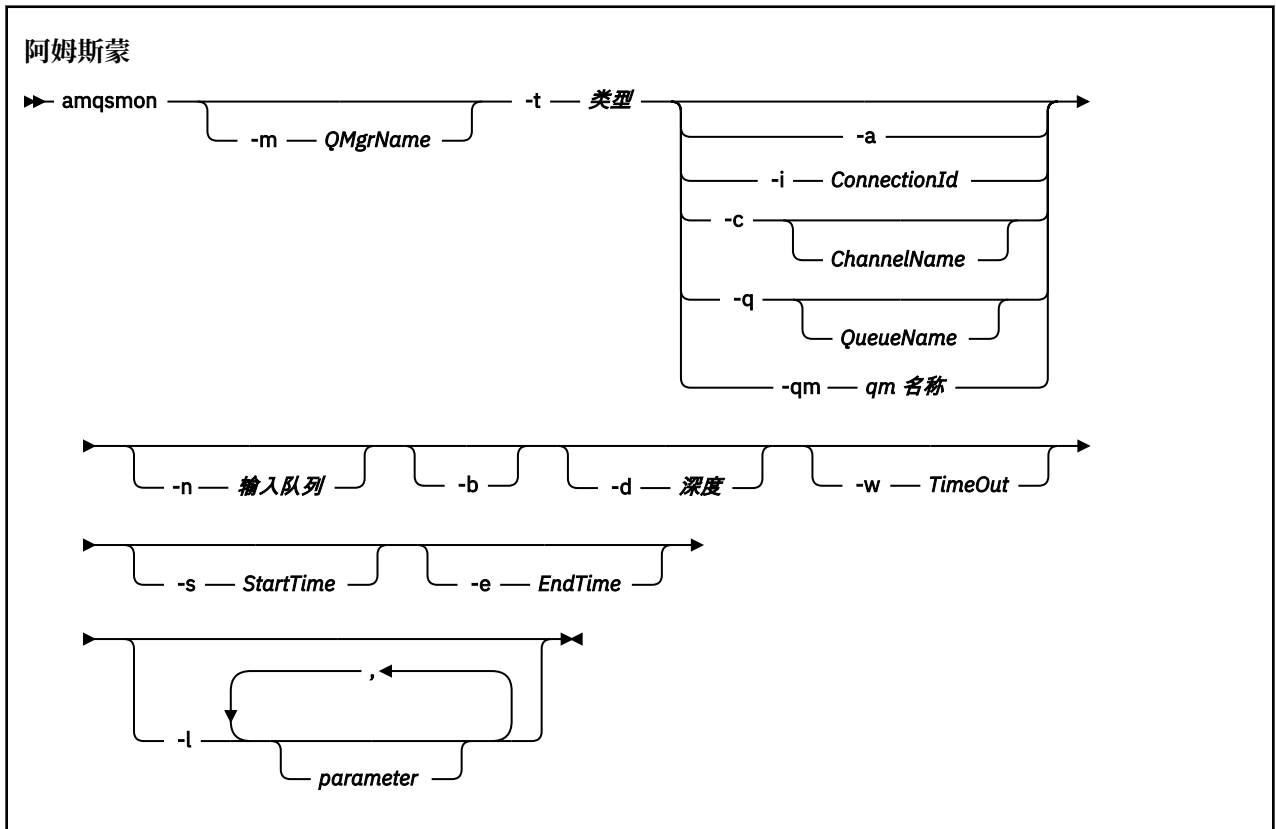 阿姆斯蒙
amqsmon -t 类型
-m QMgrName
-a
-i ConnectionId
-c
ChannelName
-q
QueueName
-qm qm 名称
-n 输入队列 -b -d 深度 -w TimeOut
-s StartTime -e EndTime
,
-l
parameter